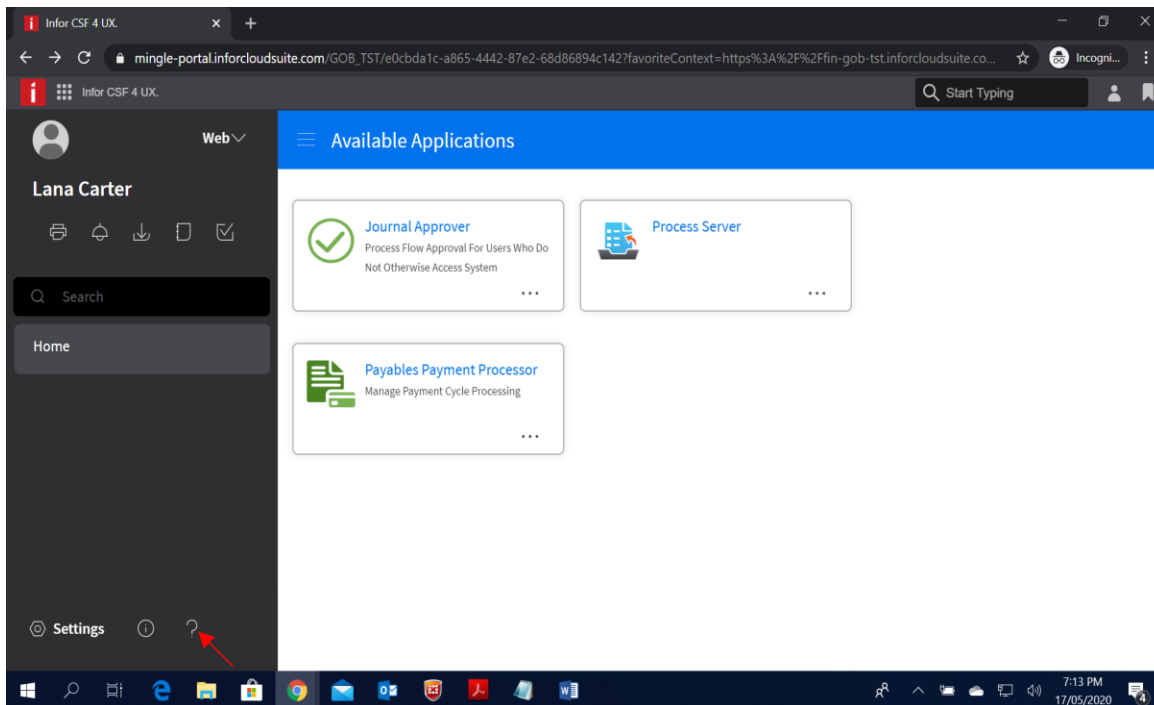 Infor CSF 4 UX.
mingle-portal.inforcloudsuite.com/GOB_TST/e0cbda1c-a865-4442-87e2-68d86894c142?favoriteContext=https%3A%2F%2Ffin-gob-tst.inforcloudsuite.co...
Incogni...
Infor CSF 4 UX.
Start Typing
Web
Available Applications
Lana Carter
Search
Home
Journal Approver
Process Flow Approval For Users Who Do
Not Otherwise Access System
...
Process Server
...
Payables Payment Processor
Manage Payment Cycle Processing
...
Settings
7:13 PM
17/05/2020
4